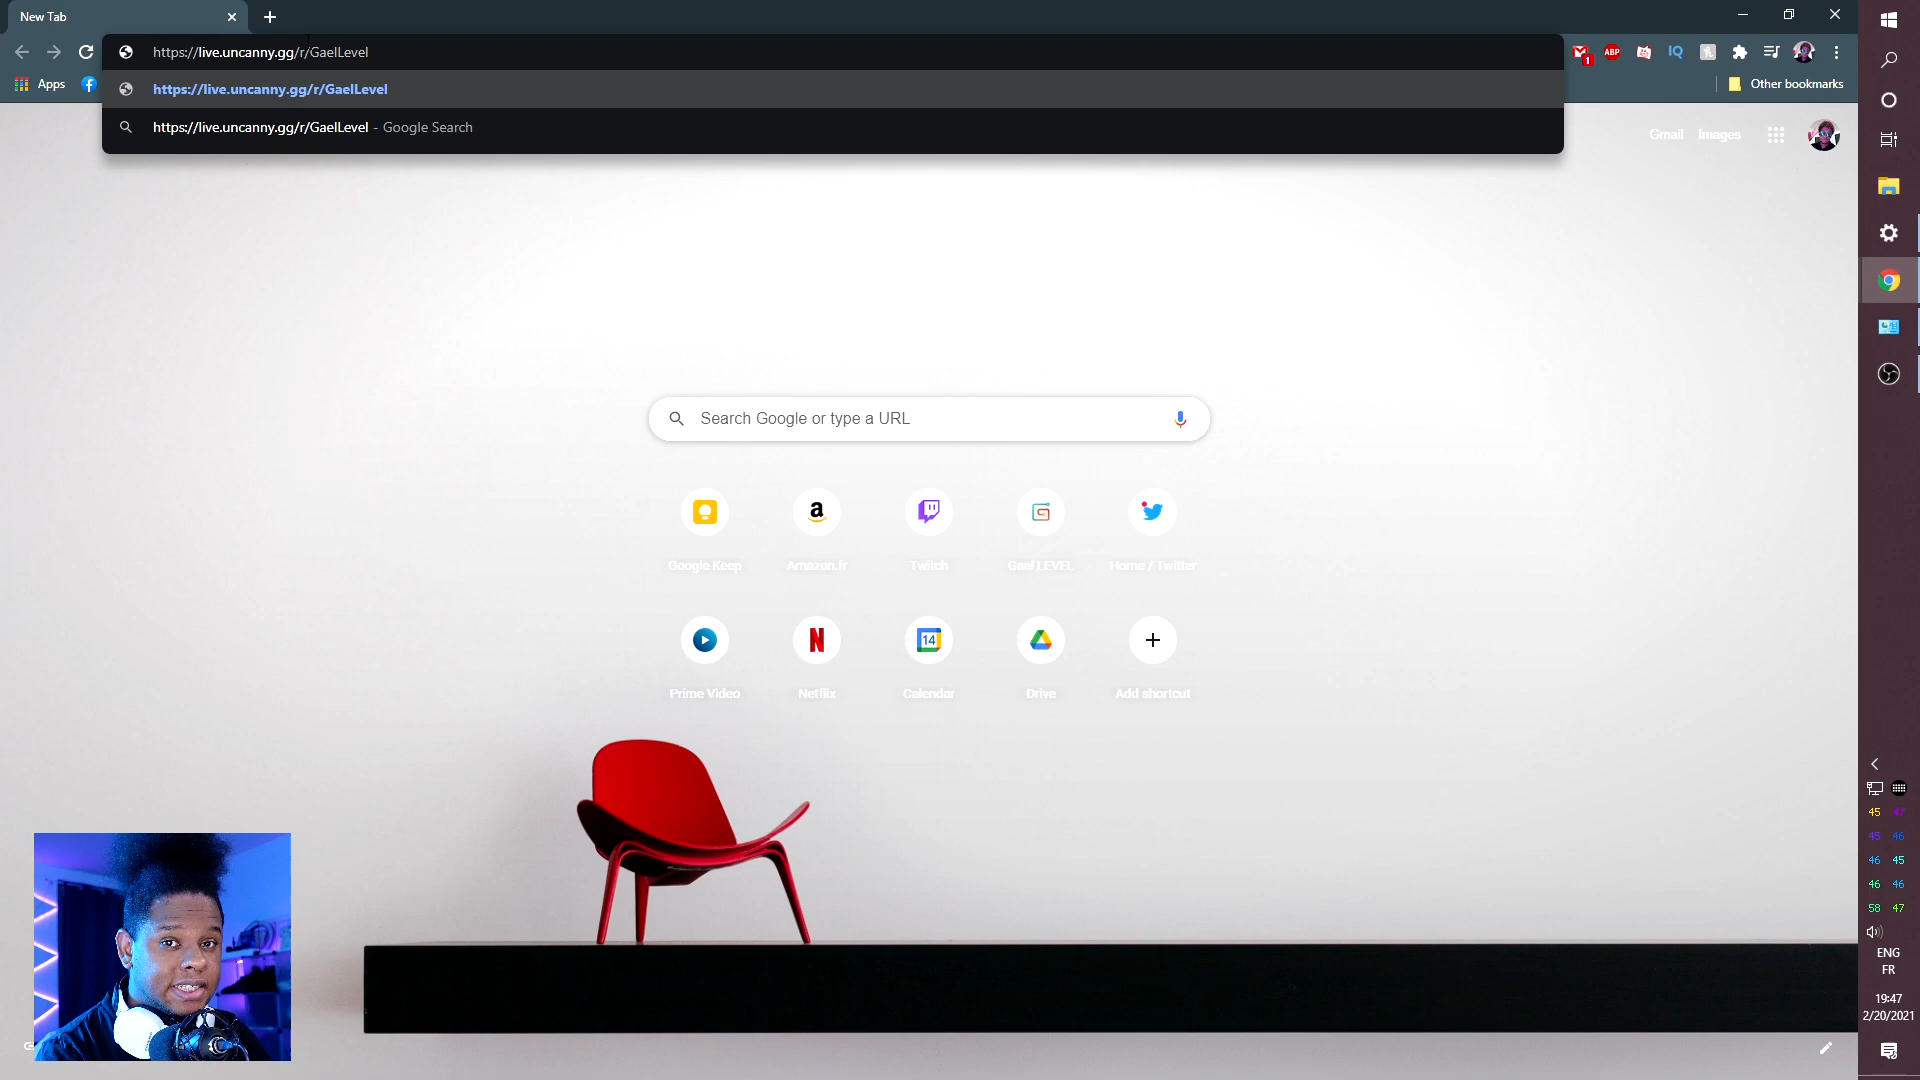 New Tab
https://live.uncanny.gg/r/GaelLevel
https://live.uncanny.gg/r/GaelLevel
https://live.uncanny.gg/r/GaelLevel - Google Search
1
ABP
IQ
Apps
Other bookmarks
Gmail
Images
Search Google or type a URL
Google Keep
Amazon.fr
Twitch
Gael LEVEL
Home / Twitter
14
Prime Video
Netflix
Calendar
Drive
Add shortcut
45 47
45 46
46 45
46 46
58 47
ENG
FR
19:47
2/20/2021